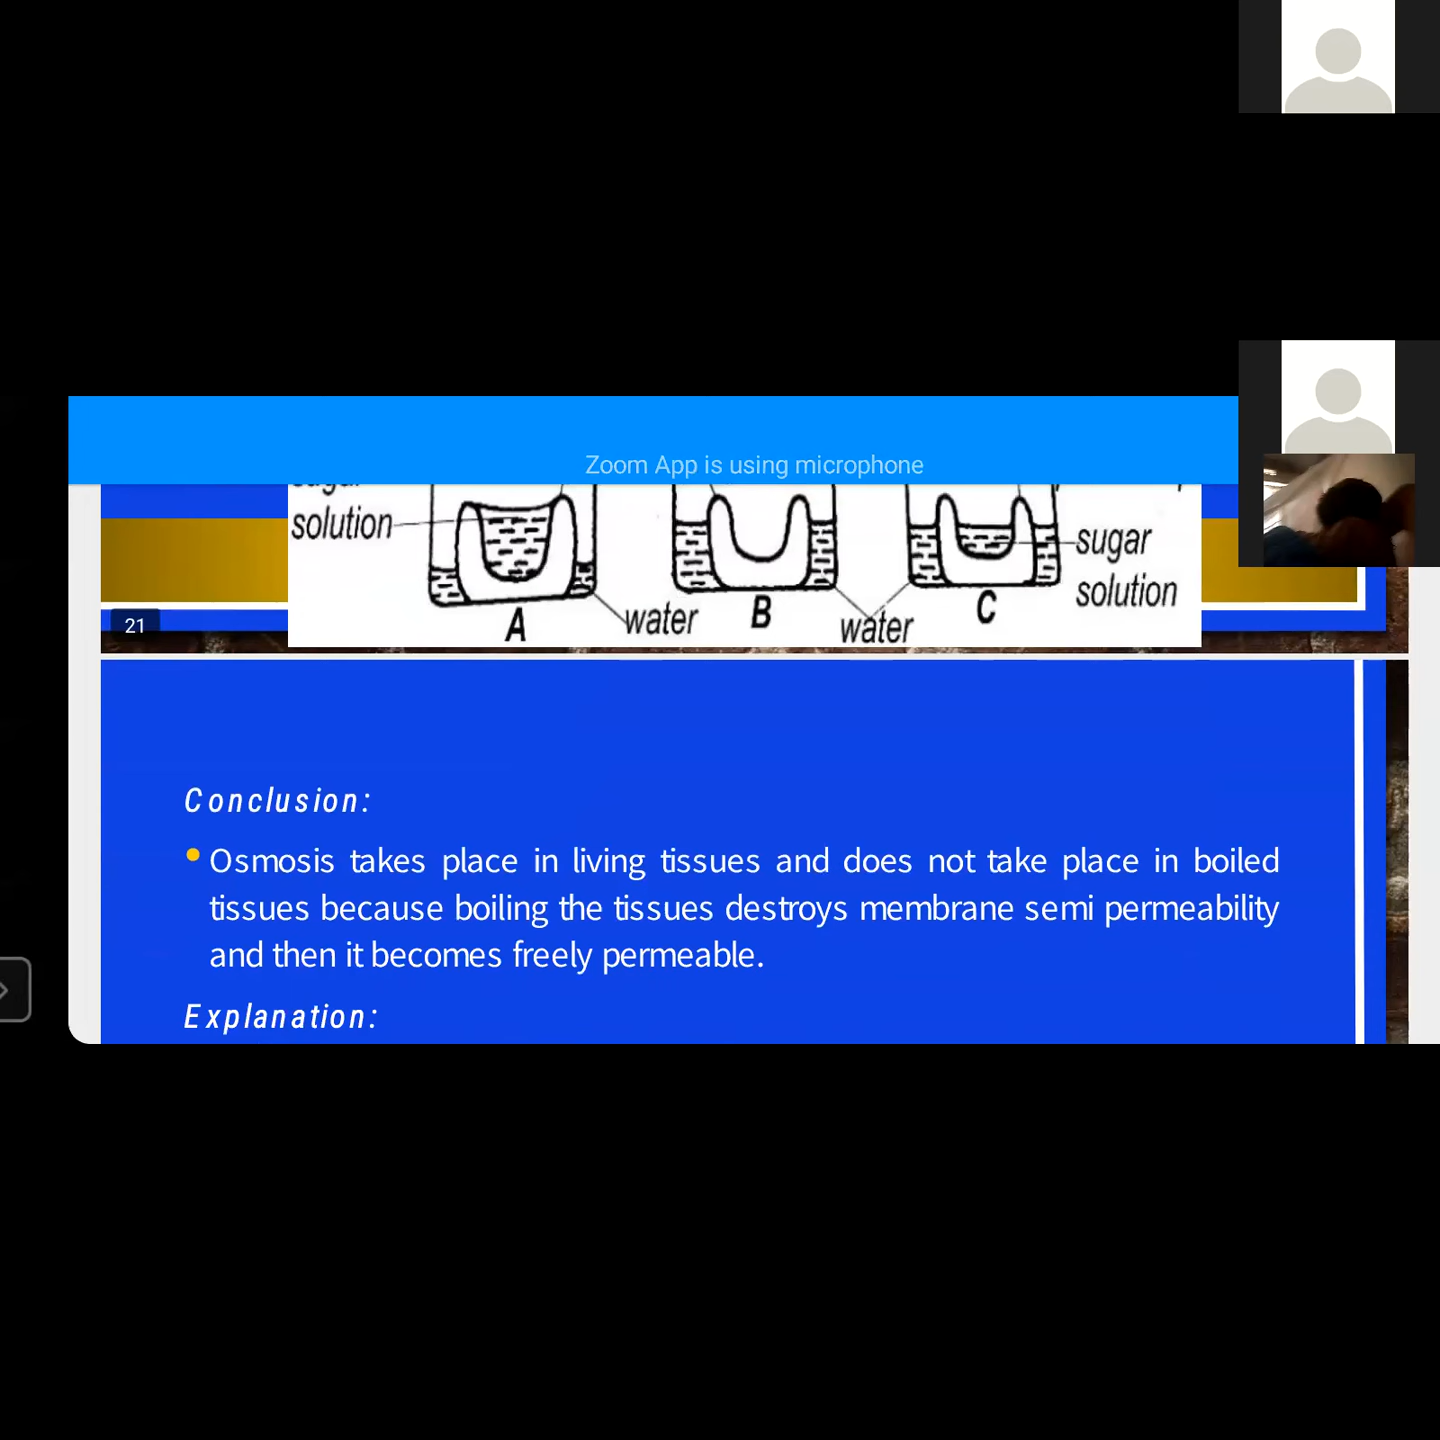 Zoom App is using microphone
solution
sugar
solution
water
water
A
B
C
21
Conclusion:
Osmosis takes place in living tissues and does not take place in boiled
tissues because boiling the tissues destroys membrane semi permeability
and then it becomes freely permeable.
Explanation: